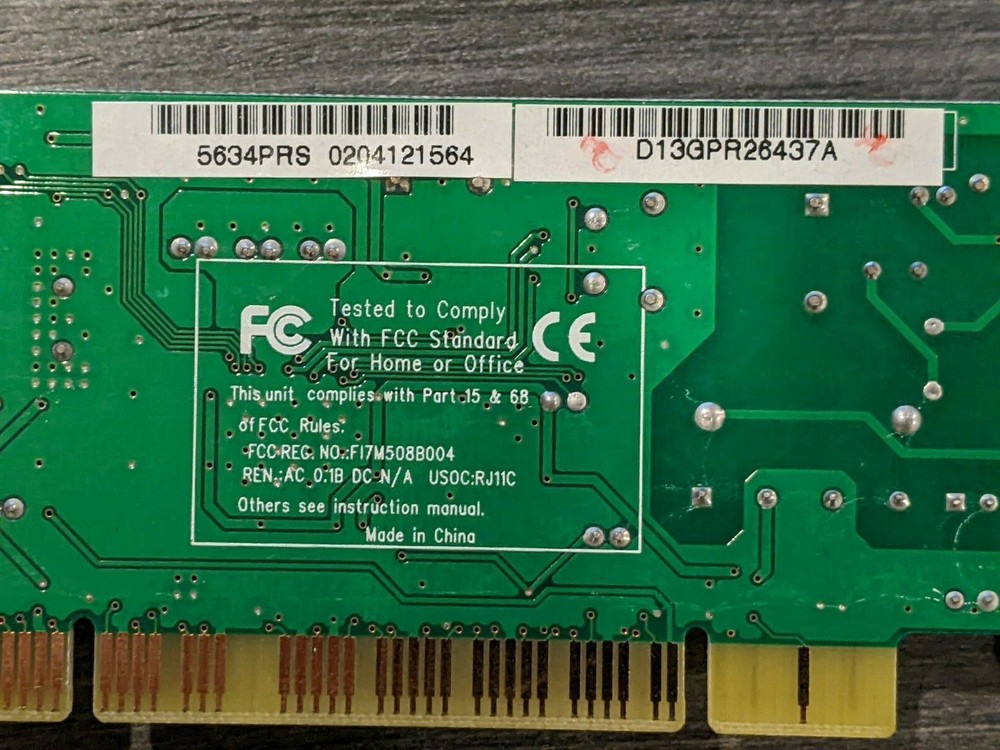 5634PRS 0204121564
D13GPR26437A
FC
Tested to Comply
With FCC Standard
For Home or Office
CE
This unit complies with Part 15 & 68
of FCC Rules.
FCC REG. NO.:FI7M508B004
REN.:AC 0.1B DC N/A USOC:RJ11C
Others see instruction manual.
Made in China